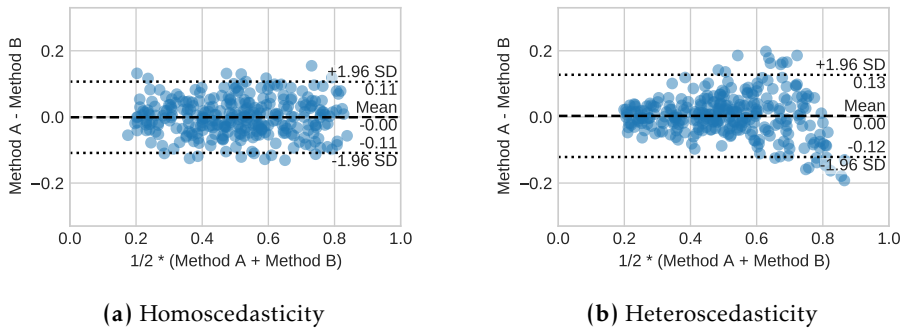 Method A - Method B
0.2
0.0
−0.2
+1.96 SD
0.11
Mean
-0.00
-0.11
-1.96 SD
0.0 0.2 0.4 0.6 0.8 1.0
1/2 * (Method A + Method B)
(a) Homoscedasticity
Method A - Method B
0.2
0.0
−0.2
+1.96 SD
0.13
Mean
0.00
-0.12
-1.96 SD
0.0 0.2 0.4 0.6 0.8 1.0
1/2 * (Method A + Method B)
(b) Heteroscedasticity